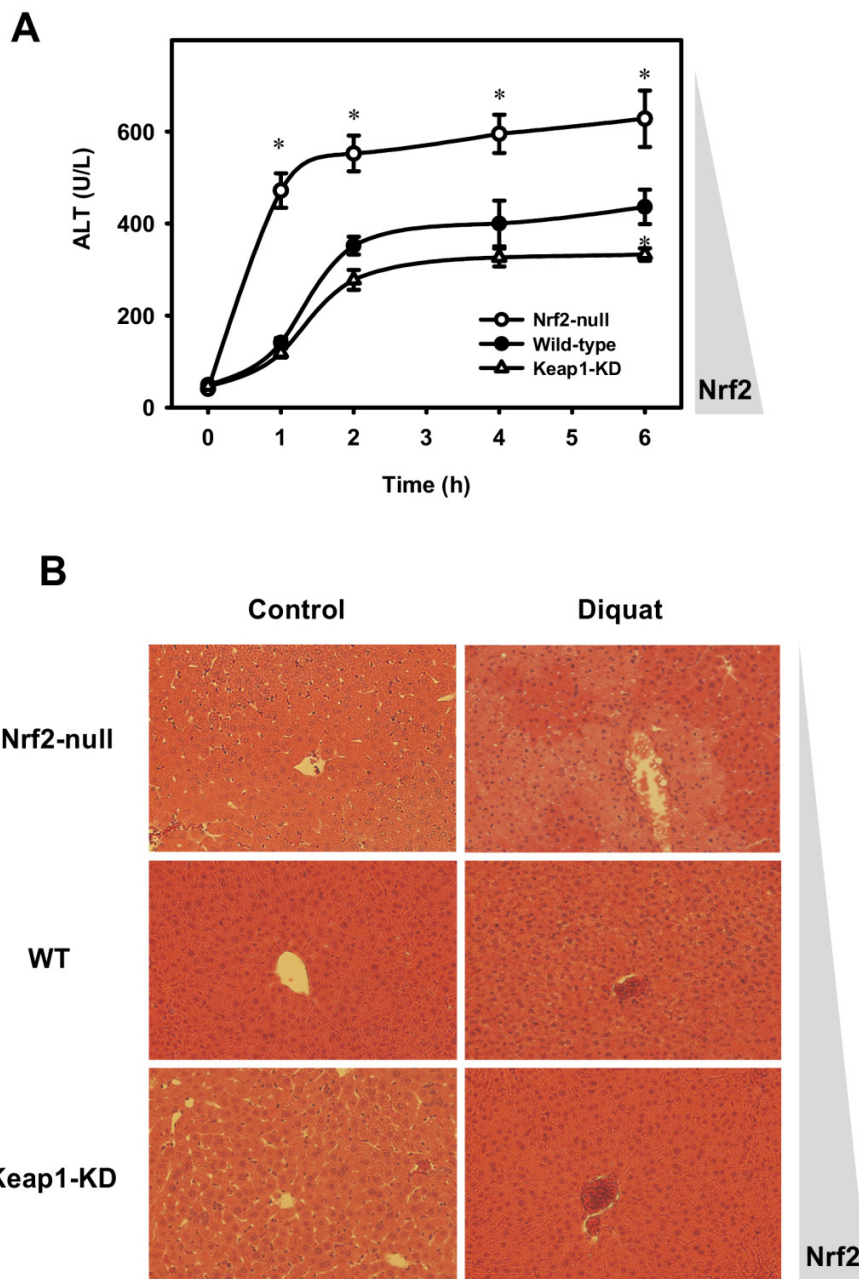 A
ALT (U/L)
600
400
200
0
* * * * *
Nrf2-null
Wild-type
Keap1-KD
0 1 2 3 4 5 6
Time (h)
Nrf2
B
Control Diquat
Nrf2-null
WT
Keap1-KD
Nrf2